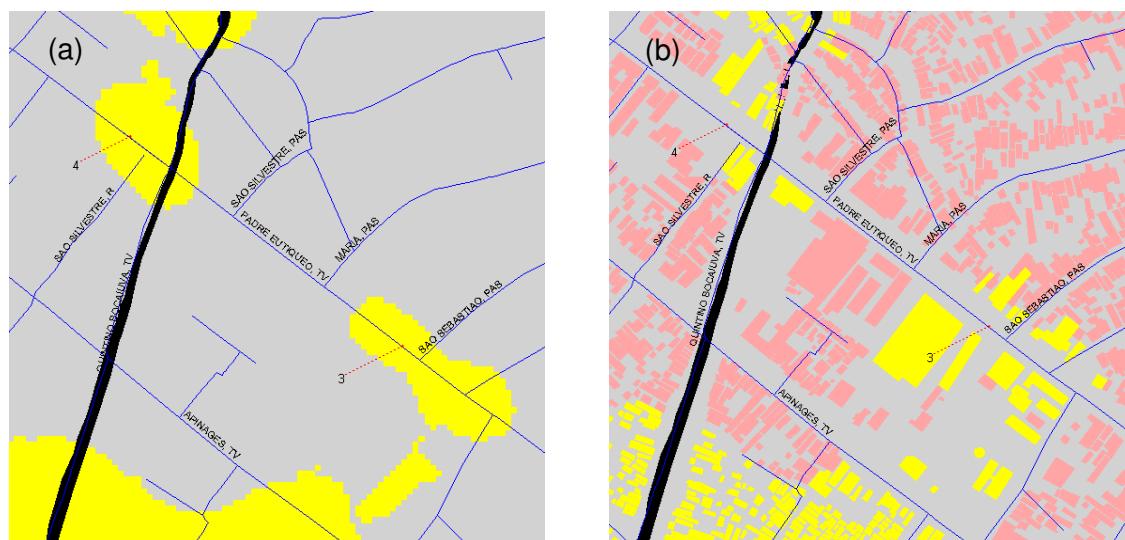 (a)
4
SAO SILVESTRE, PAS
SAO SILVESTRE, R
PADRE EUTIQUEO, TV
MARIA, PAS
QUINTINO BOCAIUVA, TV
SAO SEBASTIAO, PAS
3
APINAGES, TV
(b)
4
SAO SILVESTRE, PAS
SAO SILVESTRE, R
PADRE EUTIQUEO, TV
MARIA, PAS
QUINTINO BOCAIUVA, TV
SAO SEBASTIAO, PAS
3
APINAGES, TV